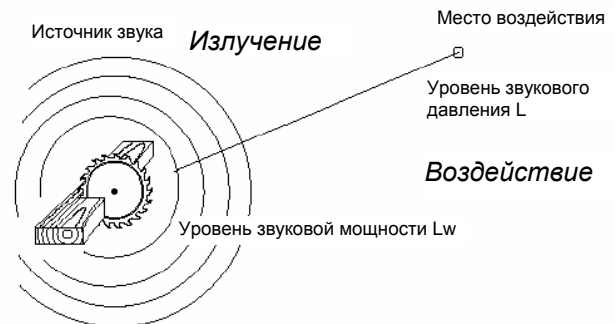 Место воздействия
Источник звука
Излучение
Уровень звукового
давления L
Воздействие
Уровень звуковой мощности Lw